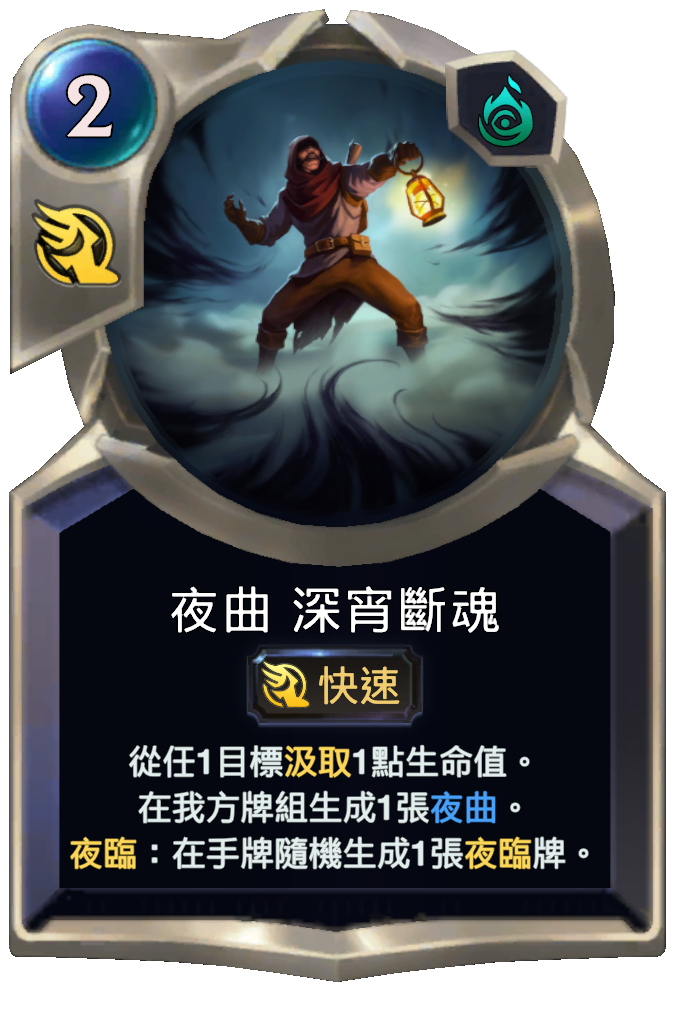 2
夜曲 深宵斷魂
快速
從任1目標汲取1點生命值。
在我方牌組生成1張夜曲。
夜臨：在手牌隨機生成1張夜臨牌。